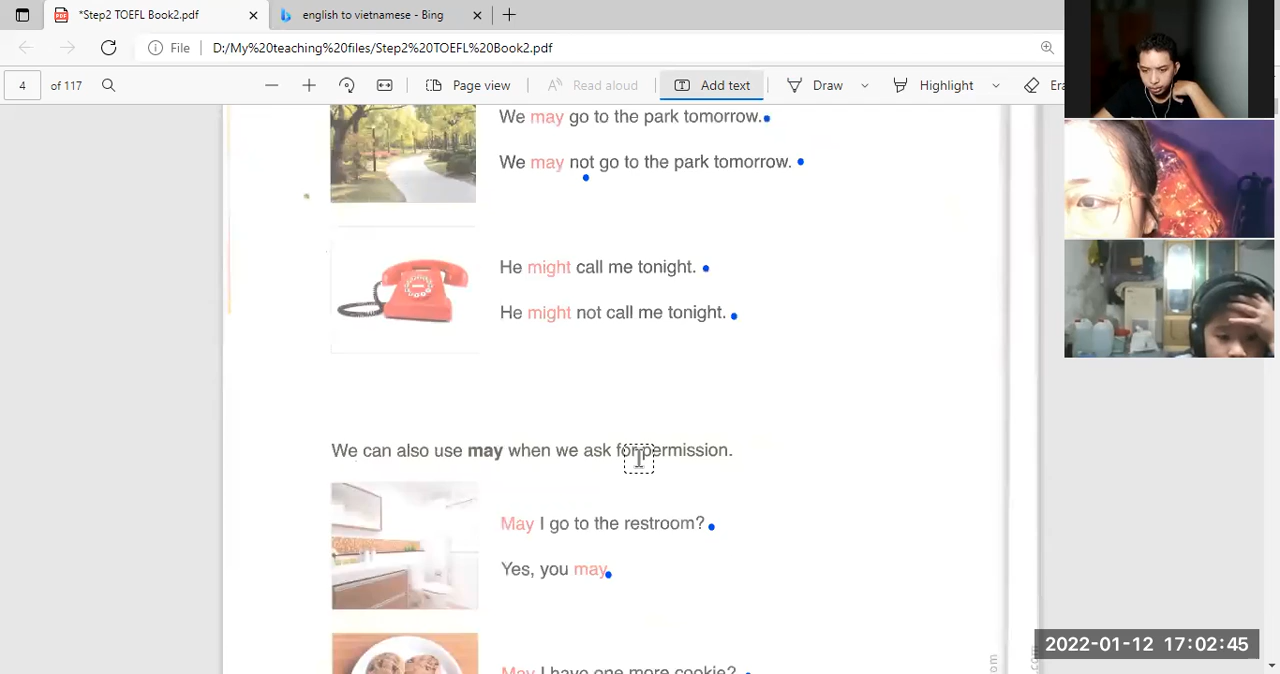 *Step2 TOEFL Book2.pdf
english to vietnamese - Bing
File D:/My%20teaching%20files/Step2%20TOEFL%20Book2.pdf
4 of 117 Page view Read aloud Add text Draw Highlight
We may go to the park tomorrow.
We may not go to the park tomorrow.
He might call me tonight.
He might not call me tonight.
We can also use may when we ask for permission.
May I go to the restroom?
Yes, you may
May I have one more cookie?
2022-01-12 17:02:45